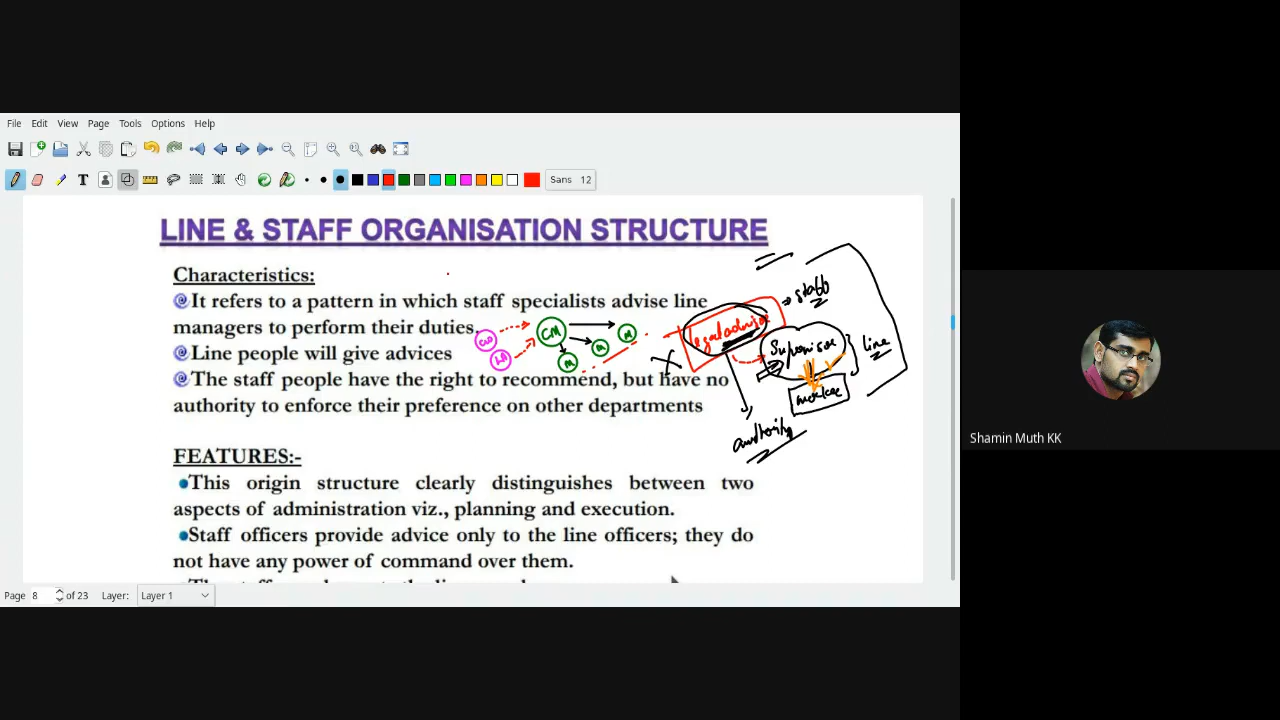 File Edit View Page Tools Options Help
Sans 12
LINE & STAFF ORGANISATION STRUCTURE
Characteristics:
It refers to a pattern in which staff specialists advise line
managers to perform their duties.
Line people will give advices
The staff people have the right to recommend, but have no
authority to enforce their preference on other departments
staff
legal advisor
Supervisor
line
worker
authority
GM
M
M
M
FEATURES:-
This origin structure clearly distinguishes between two
aspects of administration viz., planning and execution.
Staff officers provide advice only to the line officers; they do
not have any power of command over them.
Page 8 of 23 Layer: Layer 1
Shamin Muth KK